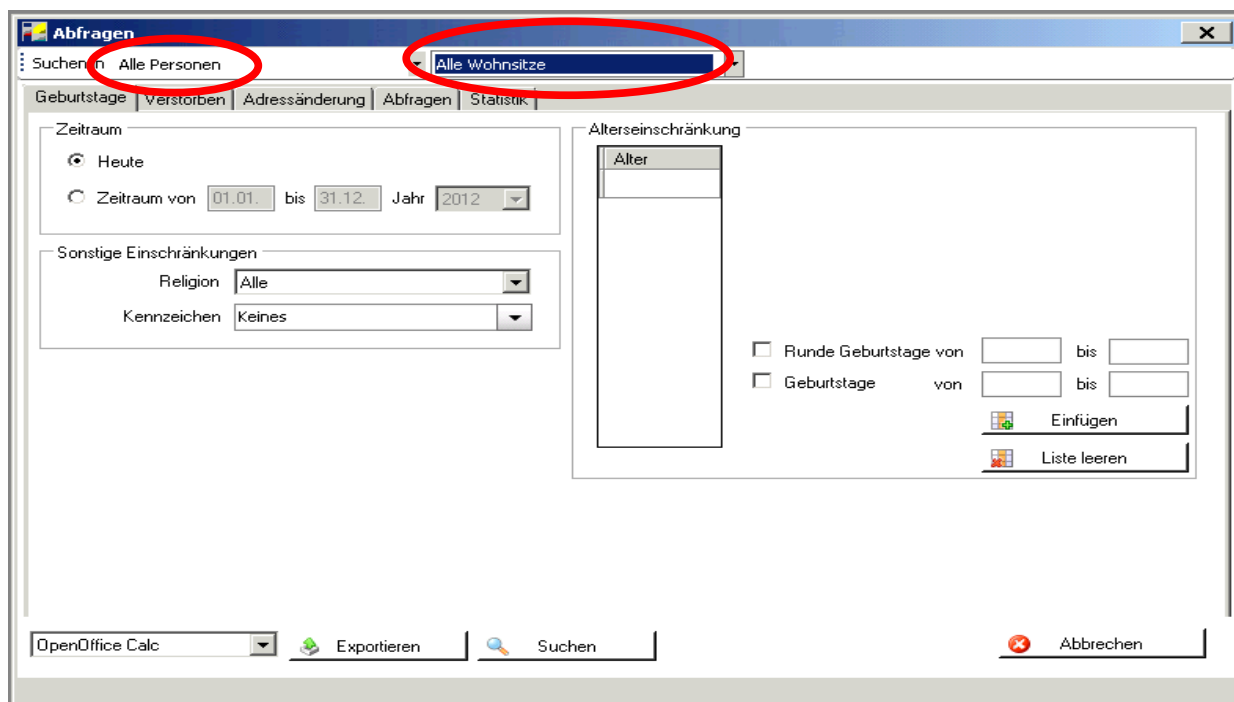 Abfragen
Suchen in Alle Personen Alle Wohnsitze
Geburtstage Verstorben Adressänderung Abfragen Statistik
Zeitraum
Heute
Zeitraum von 01.01. bis 31.12. Jahr 2012
Sonstige Einschränkungen
Religion Alle
Kennzeichen Keines
Alterseinschränkung
Alter
Runde Geburtstage von bis
Geburtstage von bis
Einfügen
Liste leeren
OpenOffice Calc Exportieren Suchen Abbrechen